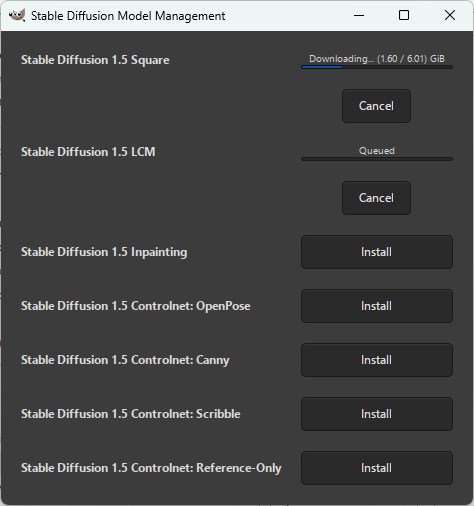 Stable Diffusion Model Management
Stable Diffusion 1.5 Square
Downloading... (1.60 / 6.01) GiB
Cancel
Stable Diffusion 1.5 LCM
Queued
Cancel
Stable Diffusion 1.5 Inpainting
Install
Stable Diffusion 1.5 Controlnet: OpenPose
Install
Stable Diffusion 1.5 Controlnet: Canny
Install
Stable Diffusion 1.5 Controlnet: Scribble
Install
Stable Diffusion 1.5 Controlnet: Reference-Only
Install